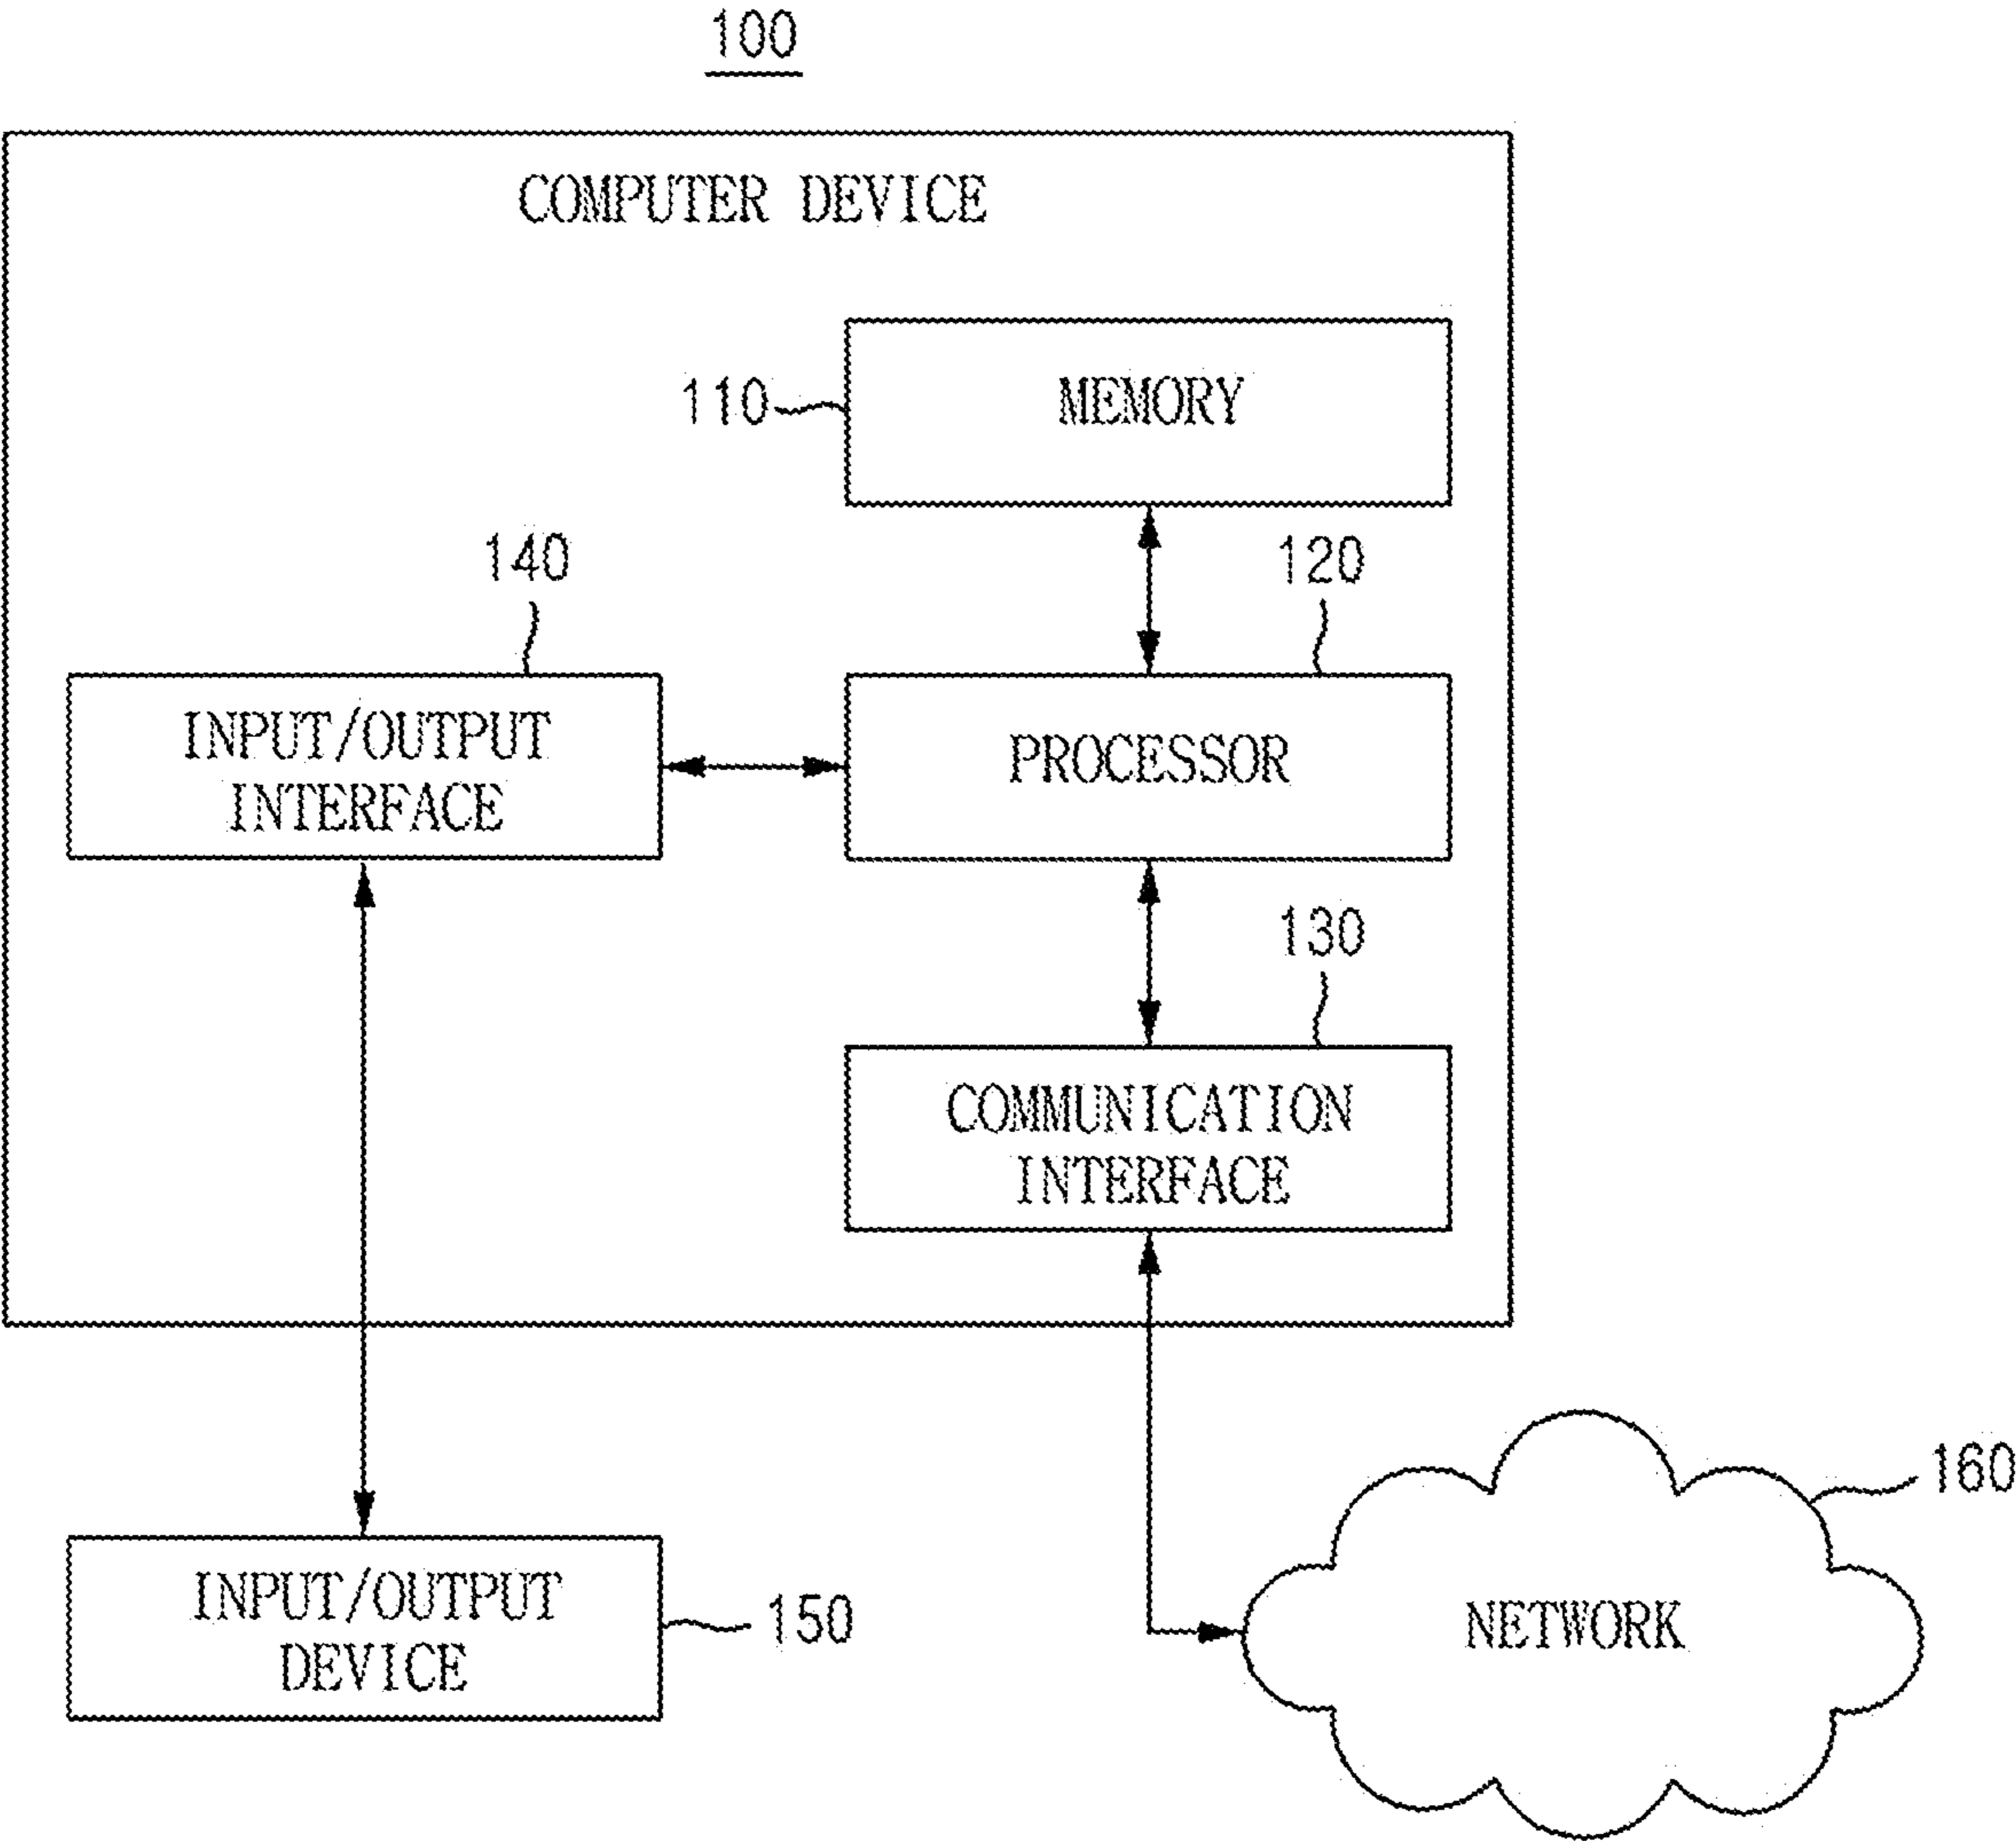 100
COMPUTER DEVICE
110
MEMORY
140
120
INPUT/OUTPUT
INTERFACE
PROCESSOR
130
COMMUNICATION
INTERFACE
160
INPUT/OUTPUT
DEVICE
150
NETWORK